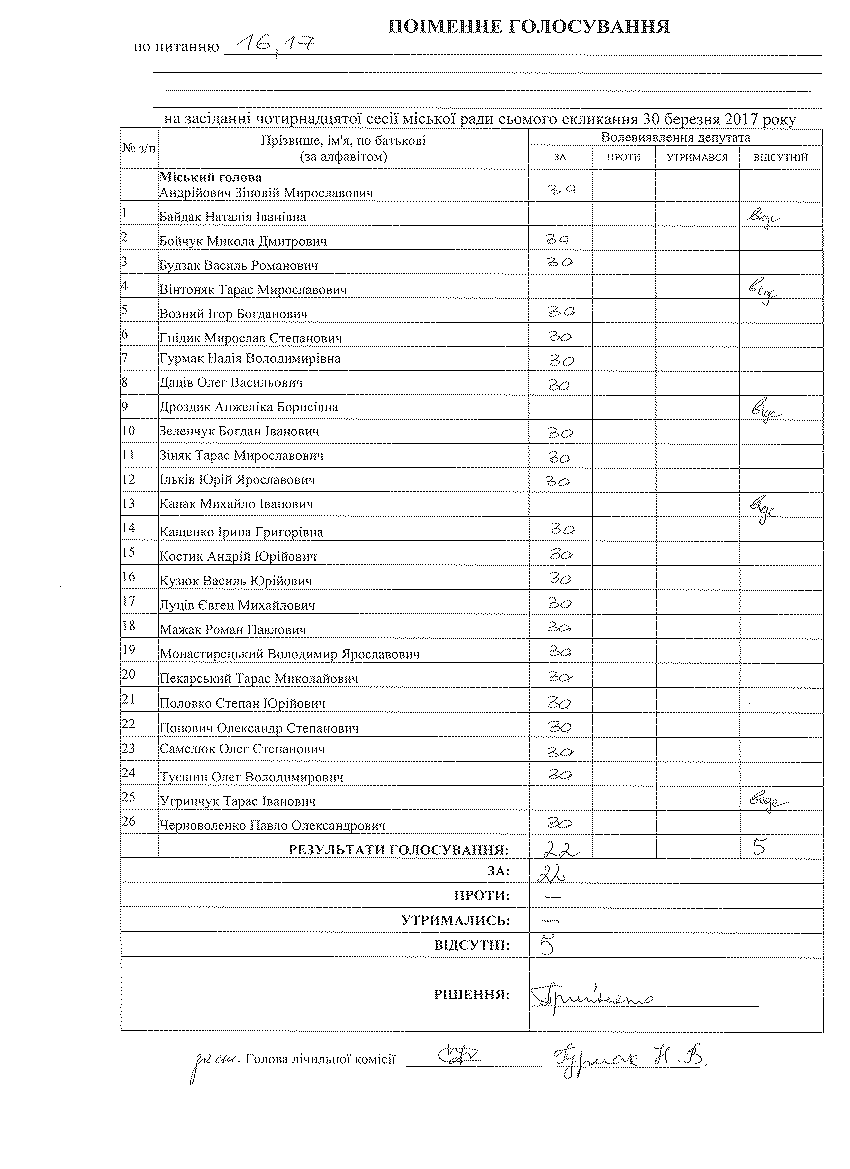 ПОІМЕННЕ ГОЛОСУВАННЯ
по питанню 16,17
на засіданні чотирнадцятої сесії міської ради сьомого скликання 30 березня 2017 року
№ з/п Прізвище, ім'я, по батькові (за алфавітом) Волевиявлення депутата
ЗА ПРОТИ УТРИМАВСЯ ВІДСУТНІЙ
Міський голова
Андрійович Зіновій Мирославович за
1 Байдак Наталія Іванівна відс
2 Бойчук Микола Дмитрович за
3 Будзак Василь Романович за
4 Вінтоняк Тарас Мирославович відс
5 Возний Ігор Богданович за
6 Гнідик Мирослав Степанович за
7 Гурмак Надія Володимирівна за
8 Даців Олег Васильович за
9 Дроздик Анжеліка Борисівна відс
10 Зеленчук Богдан Іванович за
11 Зіняк Тарас Мирославович за
12 Ільків Юрій Ярославович за
13 Канак Михайло Іванович відс
14 Кащенко Ірина Григорівна за
15 Костик Андрій Юрійович за
16 Кузюк Василь Юрійович за
17 Луців Євген Михайлович за
18 Мажак Роман Павлович за
19 Монастирецький Володимир Ярославович за
20 Пекарський Тарас Миколайович за
21 Половко Степан Юрійович за
22 Попович Олександр Степанович за
23 Самелюк Олег Степанович за
24 Олег Володимирович за
25 Угринчук Тарас Іванович відс
26 Черноволенко Павло Олександрович за
РЕЗУЛЬТАТИ ГОЛОСУВАННЯ: 22 5
ЗА: 22
ПРОТИ: —
УТРИМАЛИСЬ: —
ВІДСУТНІ: 5
РІШЕННЯ: Прийнято
Голова лічильної комісії Гурмак Н. В.